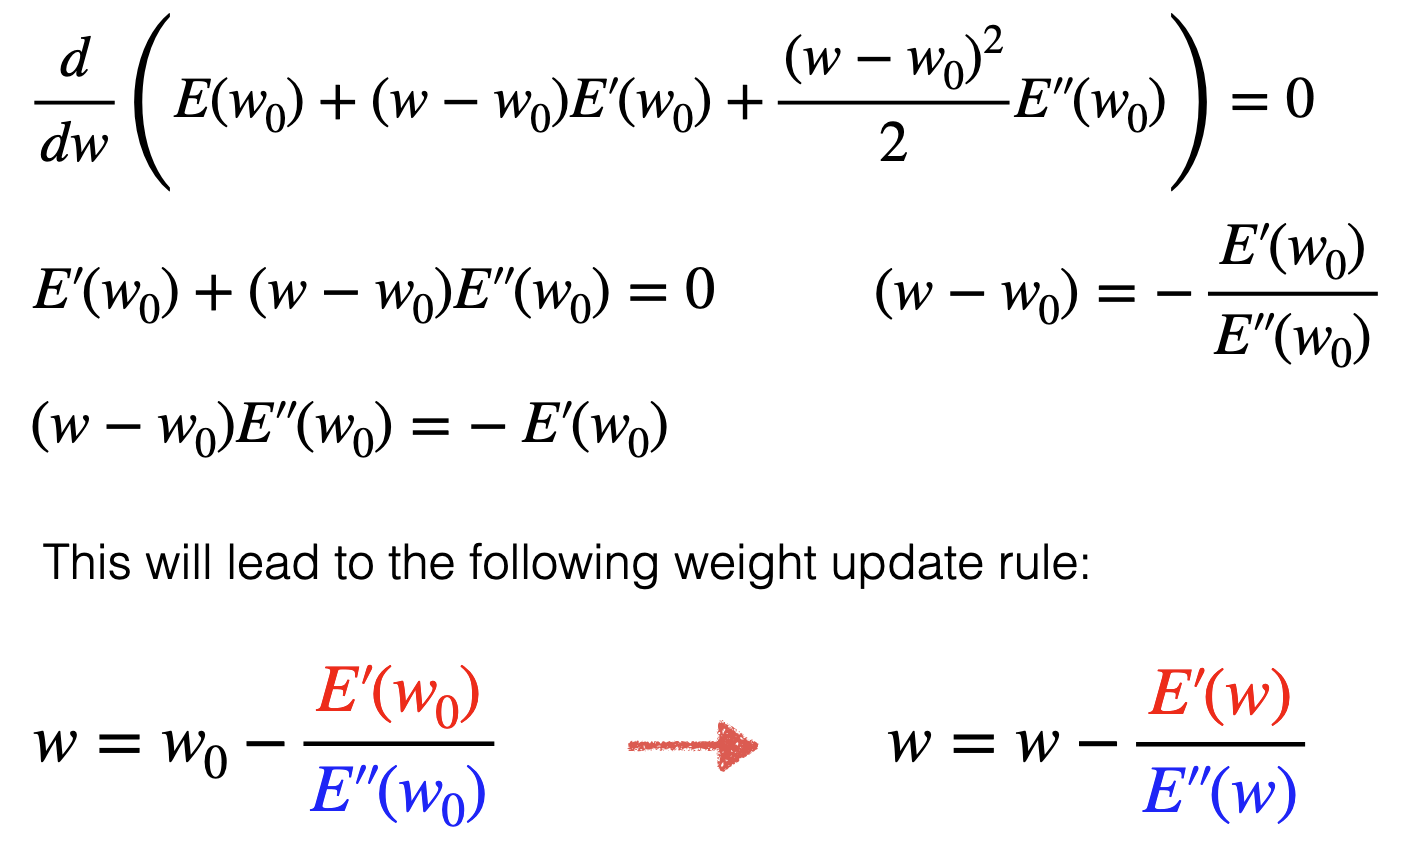 d/dw ( E(w₀) + (w − w₀)E′(w₀) + (w − w₀)²/2 E″(w₀) ) = 0
E′(w₀) + (w − w₀)E″(w₀) = 0
(w − w₀) = − E′(w₀)/E″(w₀)
(w − w₀)E″(w₀) = − E′(w₀)
This will lead to the following weight update rule:
w = w₀ − E′(w₀)/E″(w₀)
w = w − E′(w)/E″(w)